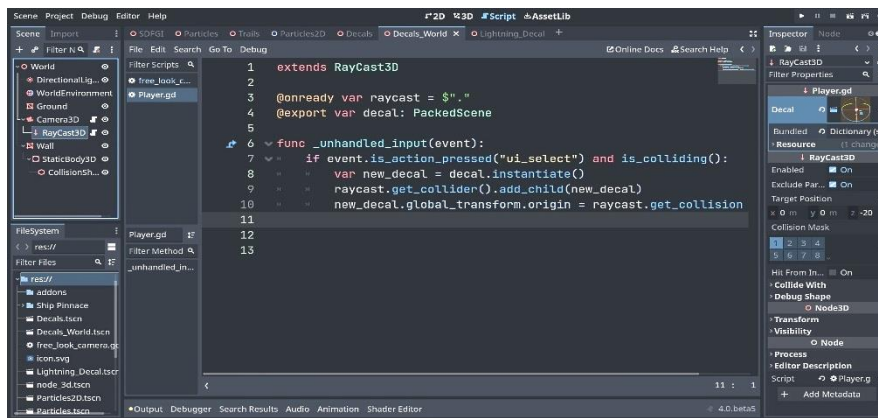 Scene Project Debug Editor Help
2D 3D Script AssetLib
Scene Import
Filter N
World
DirectionalLig...
WorldEnvironment
Ground
Camera3D
RayCast3D
Wall
StaticBody3D
CollisionSh...
FileSystem
res://
Filter Files
res://
addons
Ship Pinnace
Decals.tscn
Decals_World.tscn
free_look_camera.gd
icon.svg
Lightning_Decal.tscn
node_3d.tscn
Particles2D.tscn
Particles.tscn
SDFGI Particles Trails Particles2D Decals Decals_World Lightning_Decal
File Edit Search Go To Debug
Online Docs Search Help
Filter Scripts
free_look_c...
Player.gd
Player.gd
Filter Method
_unhandled_in...
1 extends RayCast3D
2
3 @onready var raycast = $"."
4 @export var decal: PackedScene
5
6 func _unhandled_input(event):
7 if event.is_action_pressed("ui_select") and is_colliding():
8 var new_decal = decal.instantiate()
9 raycast.get_collider().add_child(new_decal)
10 new_decal.global_transform.origin = raycast.get_collision
11
12
13
11 : 1
Output Debugger Search Results Audio Animation Shader Editor
4.0.beta5
Inspector Node
RayCast3D
Filter Properties
Player.gd
Decal
Bundled Dictionary (s
Resource (1 change
RayCast3D
Enabled On
Exclude Par... On
Target Position
x 0 m y 0 m z -20
Collision Mask
1 2 3 4
5 6 7 8
Hit From In... On
Collide With
Debug Shape
Node3D
Transform
Visibility
Node
Process
Editor Description
Script Player.g
+ Add Metadata